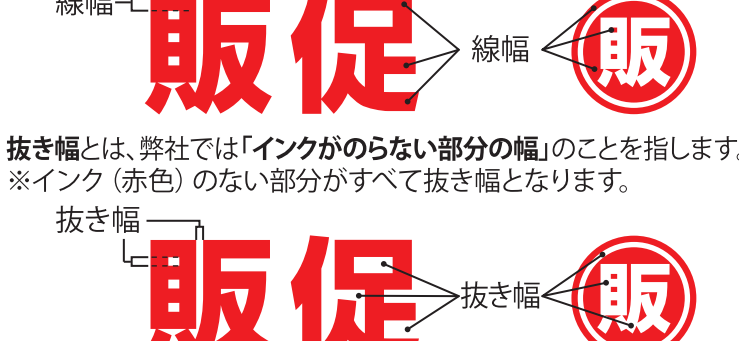 線幅
販促 線幅 販
抜き幅とは、弊社では「インクがのらない部分の幅」のことを指します。
※インク（赤色）のない部分がすべて抜き幅となります。
抜き幅
販促 抜き幅 販